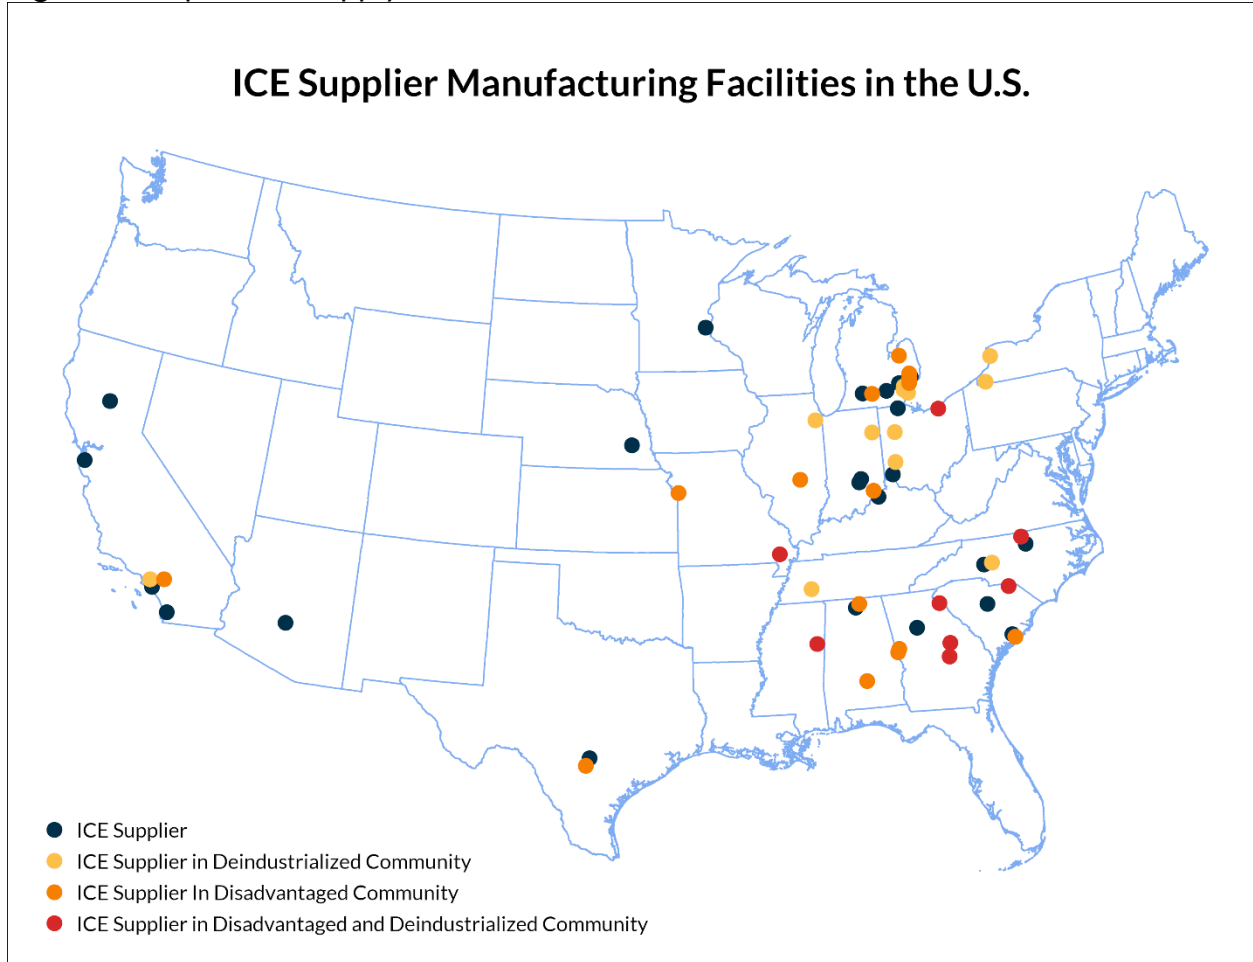 ICE Supplier Manufacturing Facilities in the U.S.
ICE Supplier
ICE Supplier in Deindustrialized Community
ICE Supplier In Disadvantaged Community
ICE Supplier in Disadvantaged and Deindustrialized Community